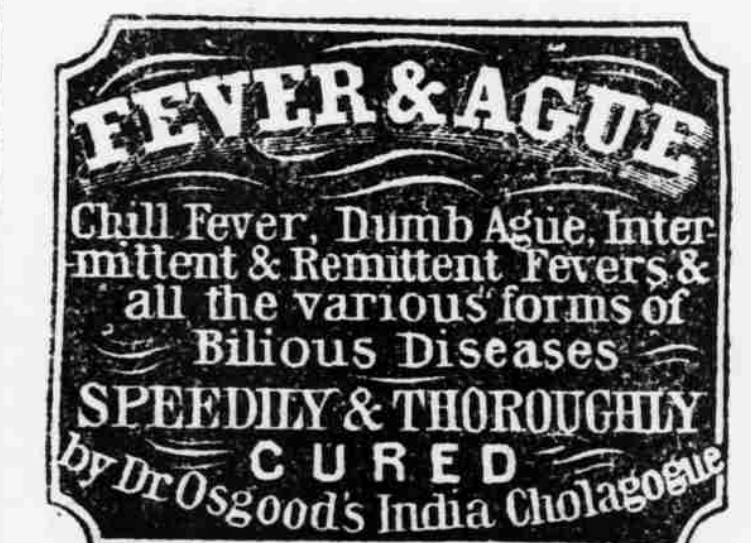 FEVER & AGUE
Chill Fever, Dumb Ague, Inter-
-mittent & Remittent Fevers &
all the various forms of
Bilious Diseases
SPEEDILY & THOROUGHLY
CURED
by Dr Osgood's India Cholagogue